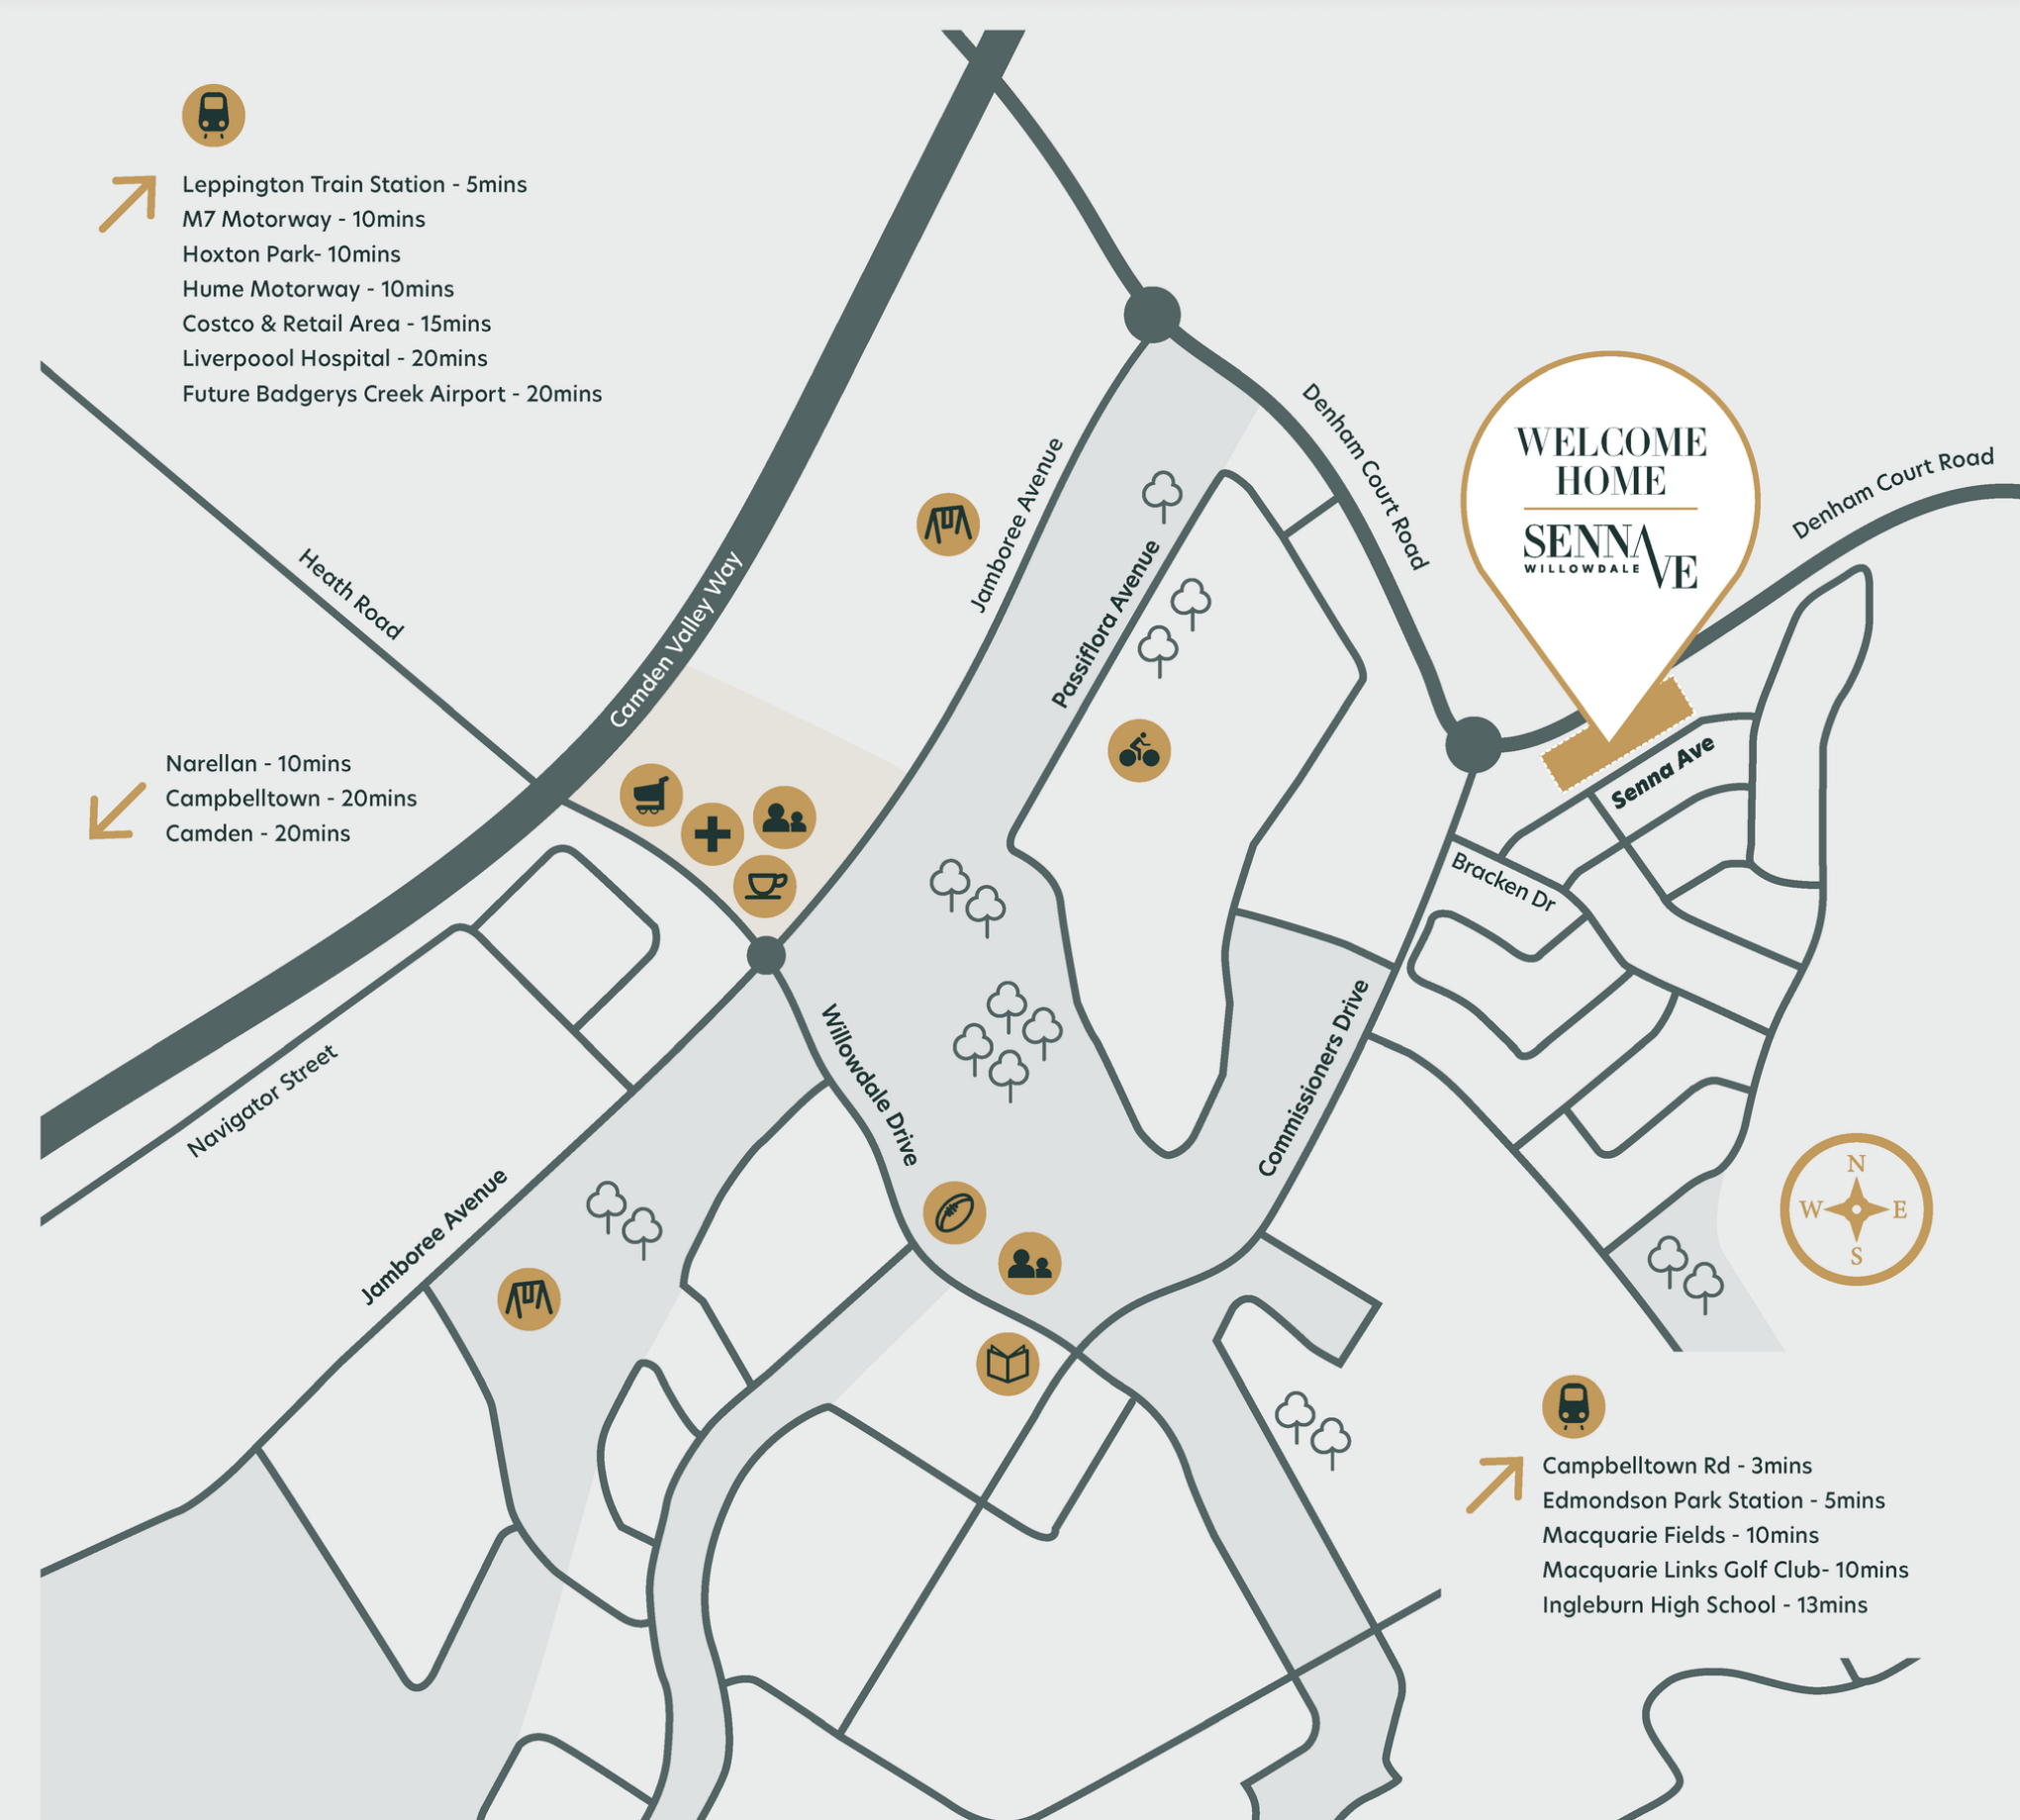 Leppington Train Station - 5mins
M7 Motorway - 10mins
Hoxton Park- 10mins
Hume Motorway - 10mins
Costco & Retail Area - 15mins
Liverpoool Hospital - 20mins
Future Badgerys Creek Airport - 20mins
Denham Court Road
WELCOME
HOME
SENNA
WILLOWDALE
AVE
Denham Court Road
Jamboree Avenue
Heath Road
Camden Valley Way
Passiflora Avenue
Narellan - 10mins
Campbelltown - 20mins
Camden - 20mins
Senna Ave
Bracken Dr
Navigator Street
Willowdale Drive
Commissioners Drive
Jamboree Avenue
N
W
E
S
Campbelltown Rd - 3mins
Edmondson Park Station - 5mins
Macquarie Fields - 10mins
Macquarie Links Golf Club- 10mins
Ingleburn High School - 13mins